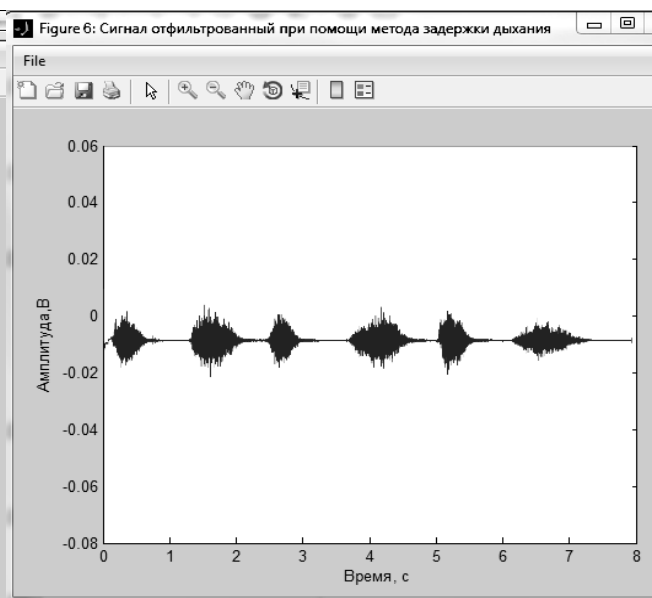 Figure 6: Сигнал отфильтрованный при помощи метода задержки дыхания
File
0.06
0.04
0.02
0
-0.02
-0.04
-0.06
-0.08
Амплитуда,В
0 1 2 3 4 5 6 7 8
Время, с